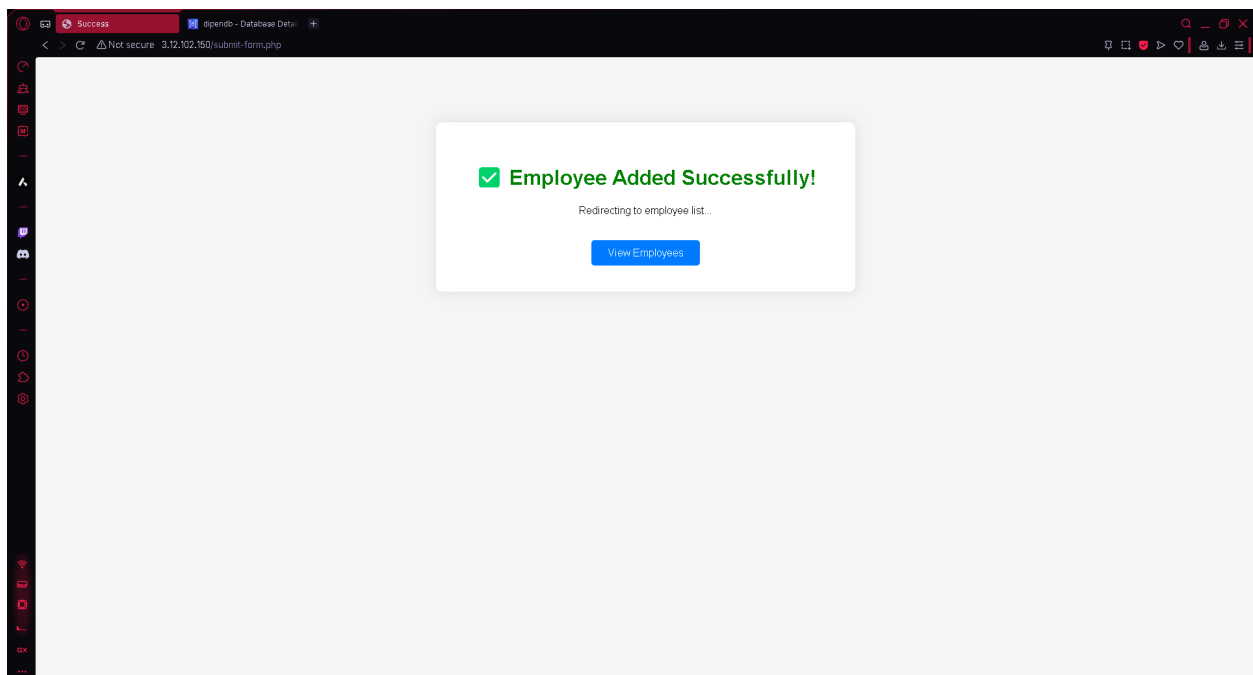 Success
dipendb - Database Deta
Not secure 3.12.102.150/submit-form.php
Employee Added Successfully!
Redirecting to employee list...
View Employees
GX